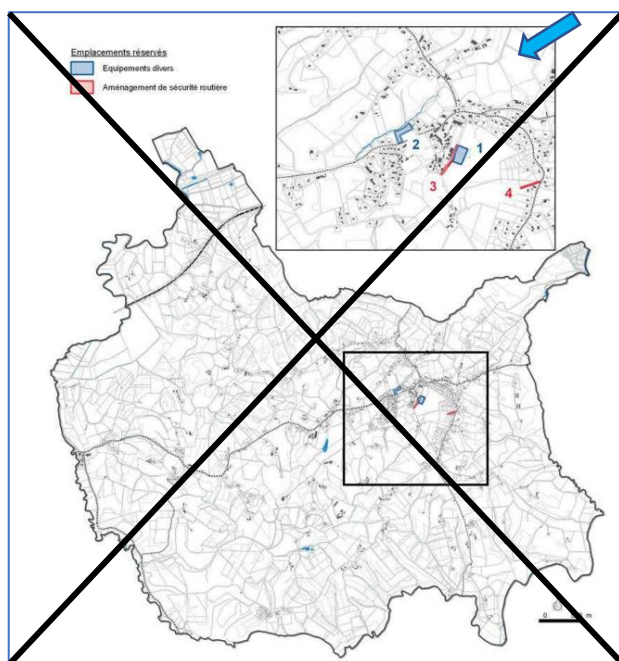 Emplacements réservés
Equipements divers
Aménagement de sécurité routière
1
2
3
4
0 m